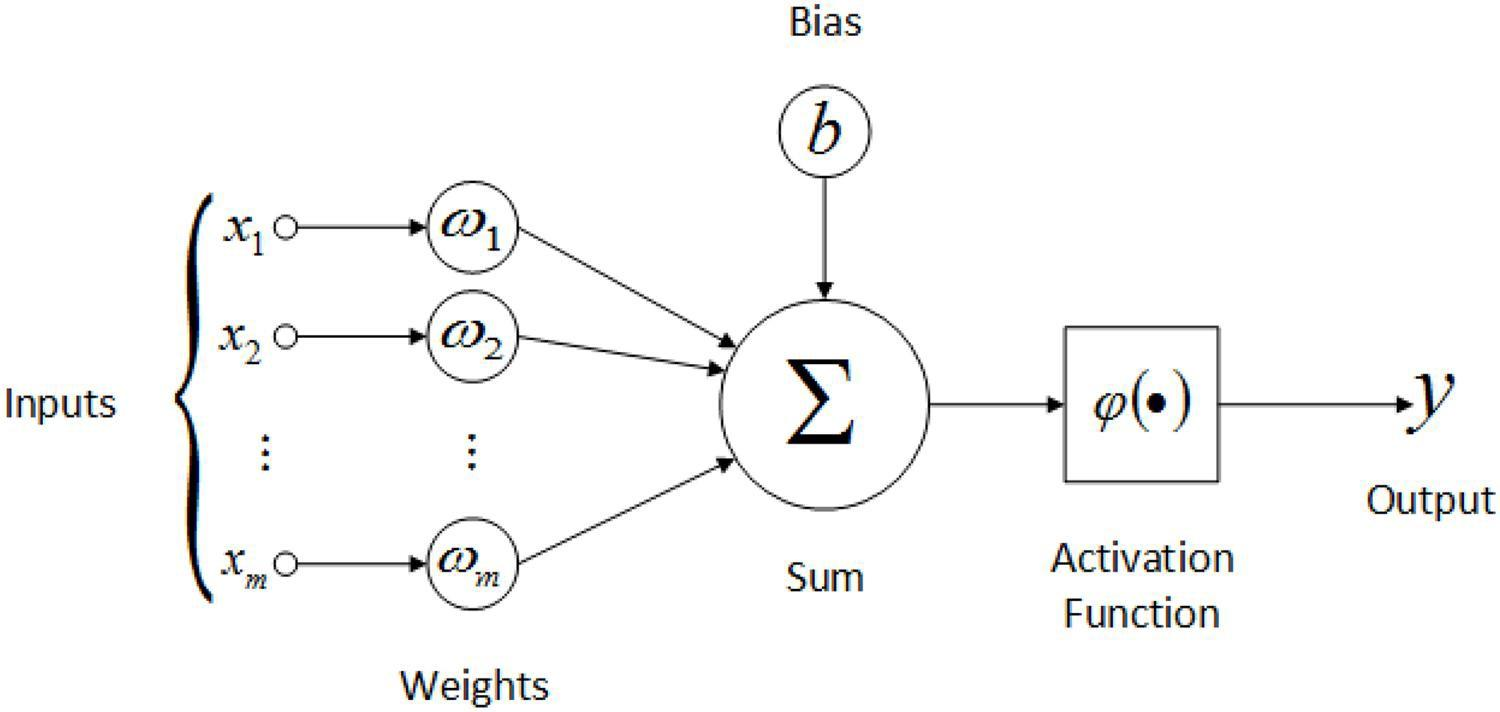 Bias
b
x₁ ω₁
x₂ ω₂
Inputs
Σ
φ(•)
y
⋮ ⋮
xₘ ωₘ
Output
Sum
Activation
Function
Weights